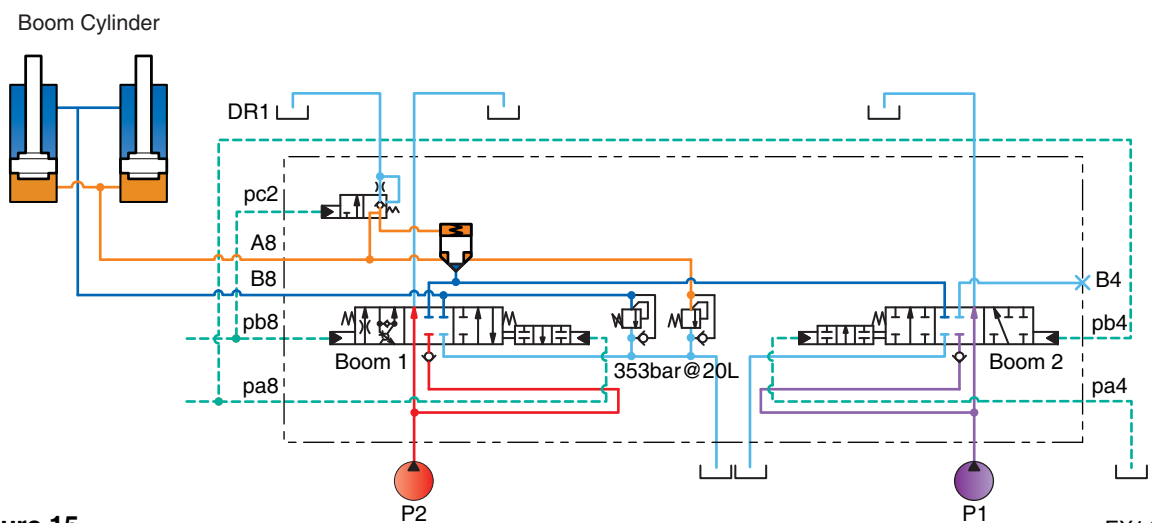 Boom Cylinder
DR1
pc2
A8
B8
B4
pb8
pb4
Boom 1
353bar@20L
Boom 2
pa8
pa4
P2
P1